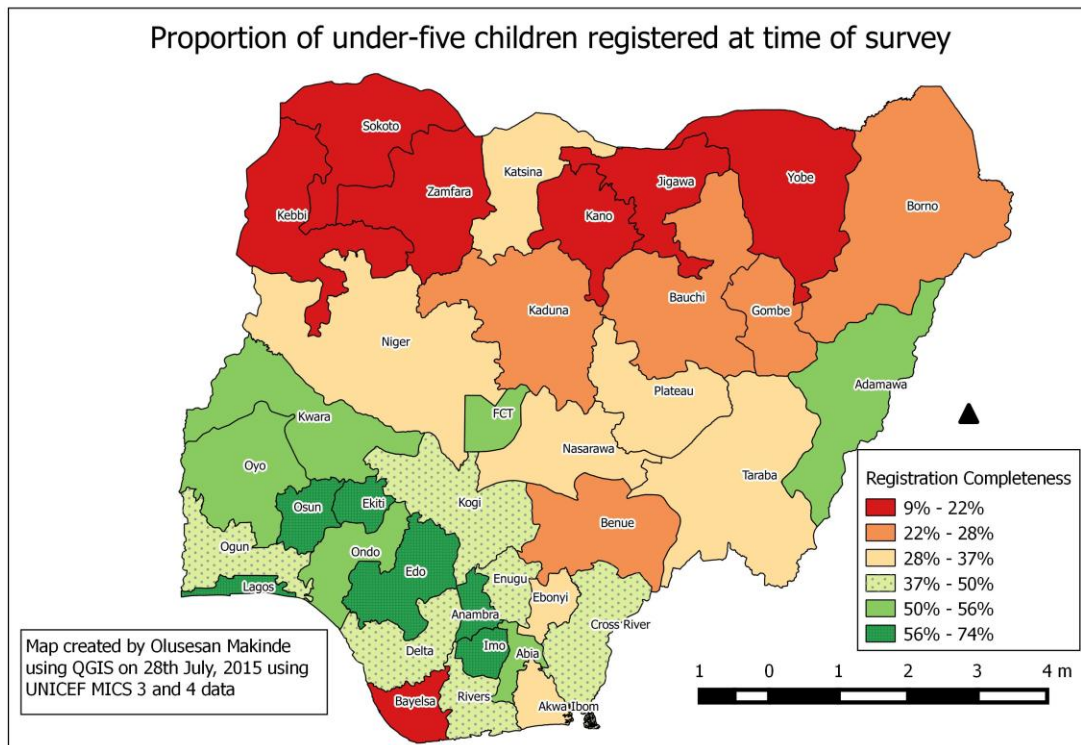 Proportion of under-five children registered at time of survey
Sokoto
Katsina
Zamfara
Jigawa
Yobe
Kebbi
Kano
Borno
Bauchi
Kaduna
Gombe
Niger
Plateau
Adamawa
FCT
Kwara
Nasarawa
Taraba
Oyo
Kogi
Osun
Ekiti
Benue
Ogun
Ondo
Edo
Enugu
Lagos
Ebonyi
Anambra
Cross River
Imo
Delta
Abia
Bayelsa
Rivers
Akwa Ibom
Registration Completeness
9% - 22%
22% - 28%
28% - 37%
37% - 50%
50% - 56%
56% - 74%
Map created by Olusesan Makinde
using QGIS on 28th July, 2015 using
UNICEF MICS 3 and 4 data
1 0 1 2 3 4 m